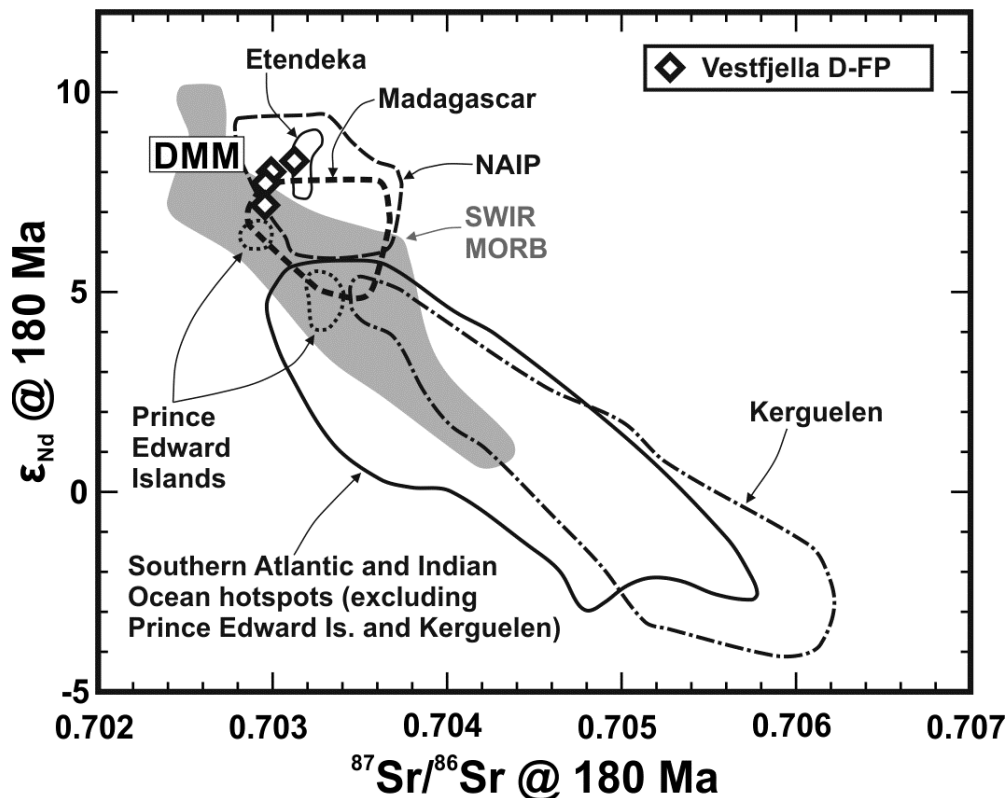 Etendeka
Vestfjella D-FP
Madagascar
DMM
NAIP
SWIR
MORB
Prince
Edward
Islands
Kerguelen
Southern Atlantic and Indian
Ocean hotspots (excluding
Prince Edward Is. and Kerguelen)
10
5
0
-5
εNd @ 180 Ma
0.702 0.703 0.704 0.705 0.706 0.707
⁸⁷Sr/⁸⁶Sr @ 180 Ma